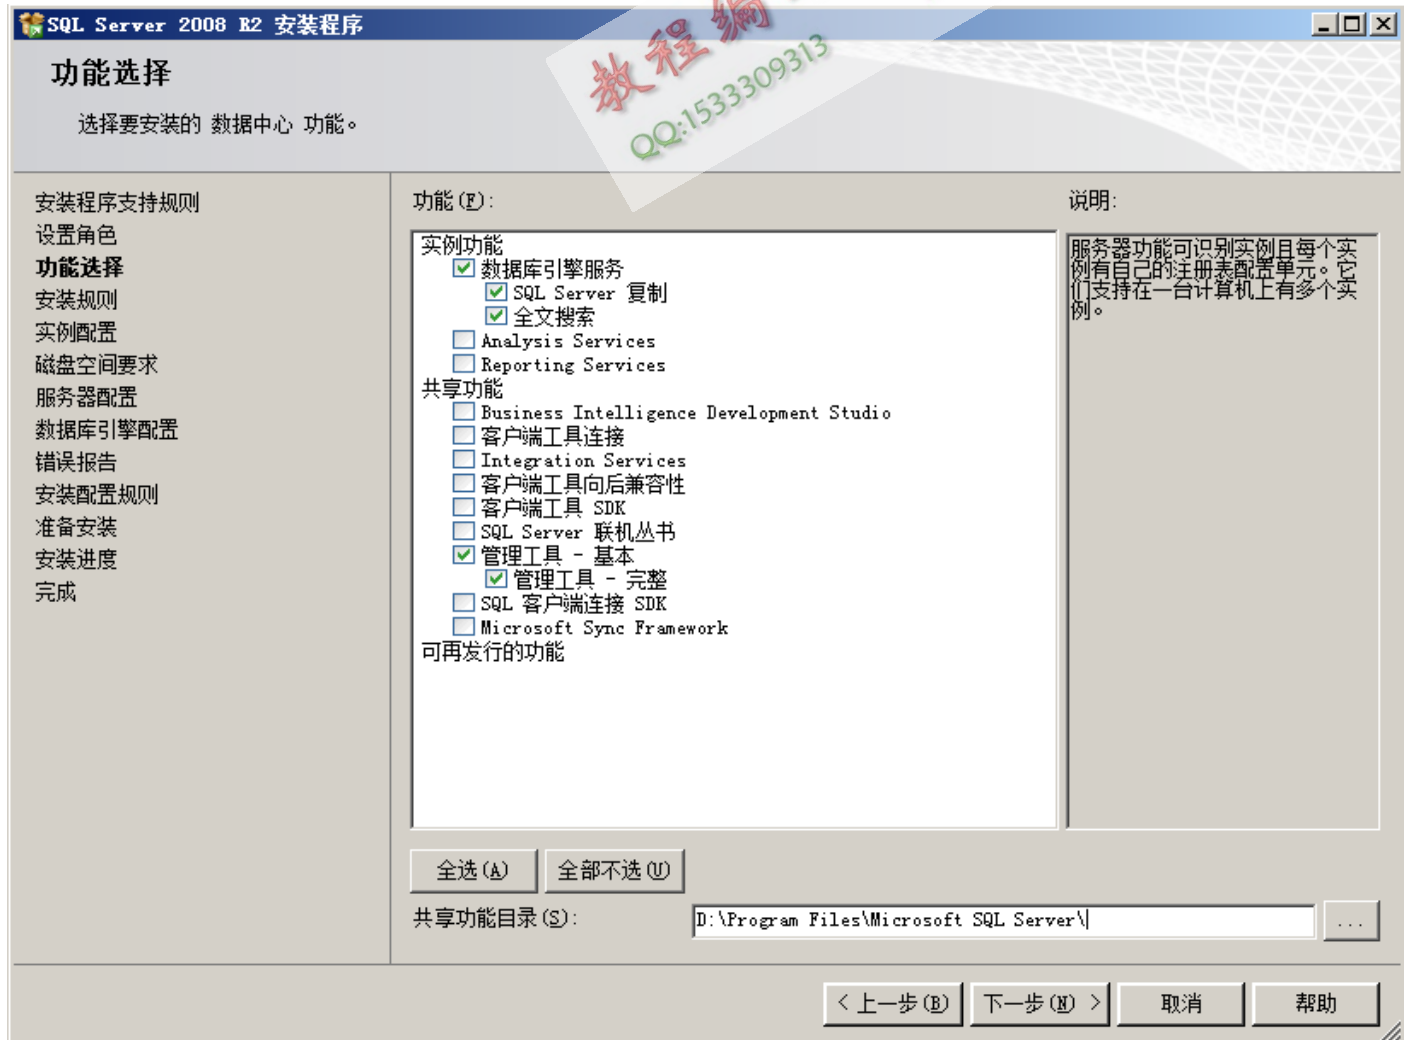 SQL Server 2008 R2 安装程序
教程编
QQ:1533309313
功能选择
选择要安装的 数据中心 功能。
安装程序支持规则
设置角色
功能选择
安装规则
实例配置
磁盘空间要求
服务器配置
数据库引擎配置
错误报告
安装配置规则
准备安装
安装进度
完成
功能(F):
实例功能
数据库引擎服务
SQL Server 复制
全文搜索
Analysis Services
Reporting Services
共享功能
Business Intelligence Development Studio
客户端工具连接
Integration Services
客户端工具向后兼容性
客户端工具 SDK
SQL Server 联机丛书
管理工具 - 基本
管理工具 - 完整
SQL 客户端连接 SDK
Microsoft Sync Framework
可再发行的功能
说明:
服务器功能可识别实例且每个实
例有自己的注册表配置单元。它
们支持在一台计算机上有多个实
例。
全选(A)
全部不选(U)
共享功能目录(S):
D:\Program Files\Microsoft SQL Server\
...
< 上一步(B)
下一步(N) >
取消
帮助